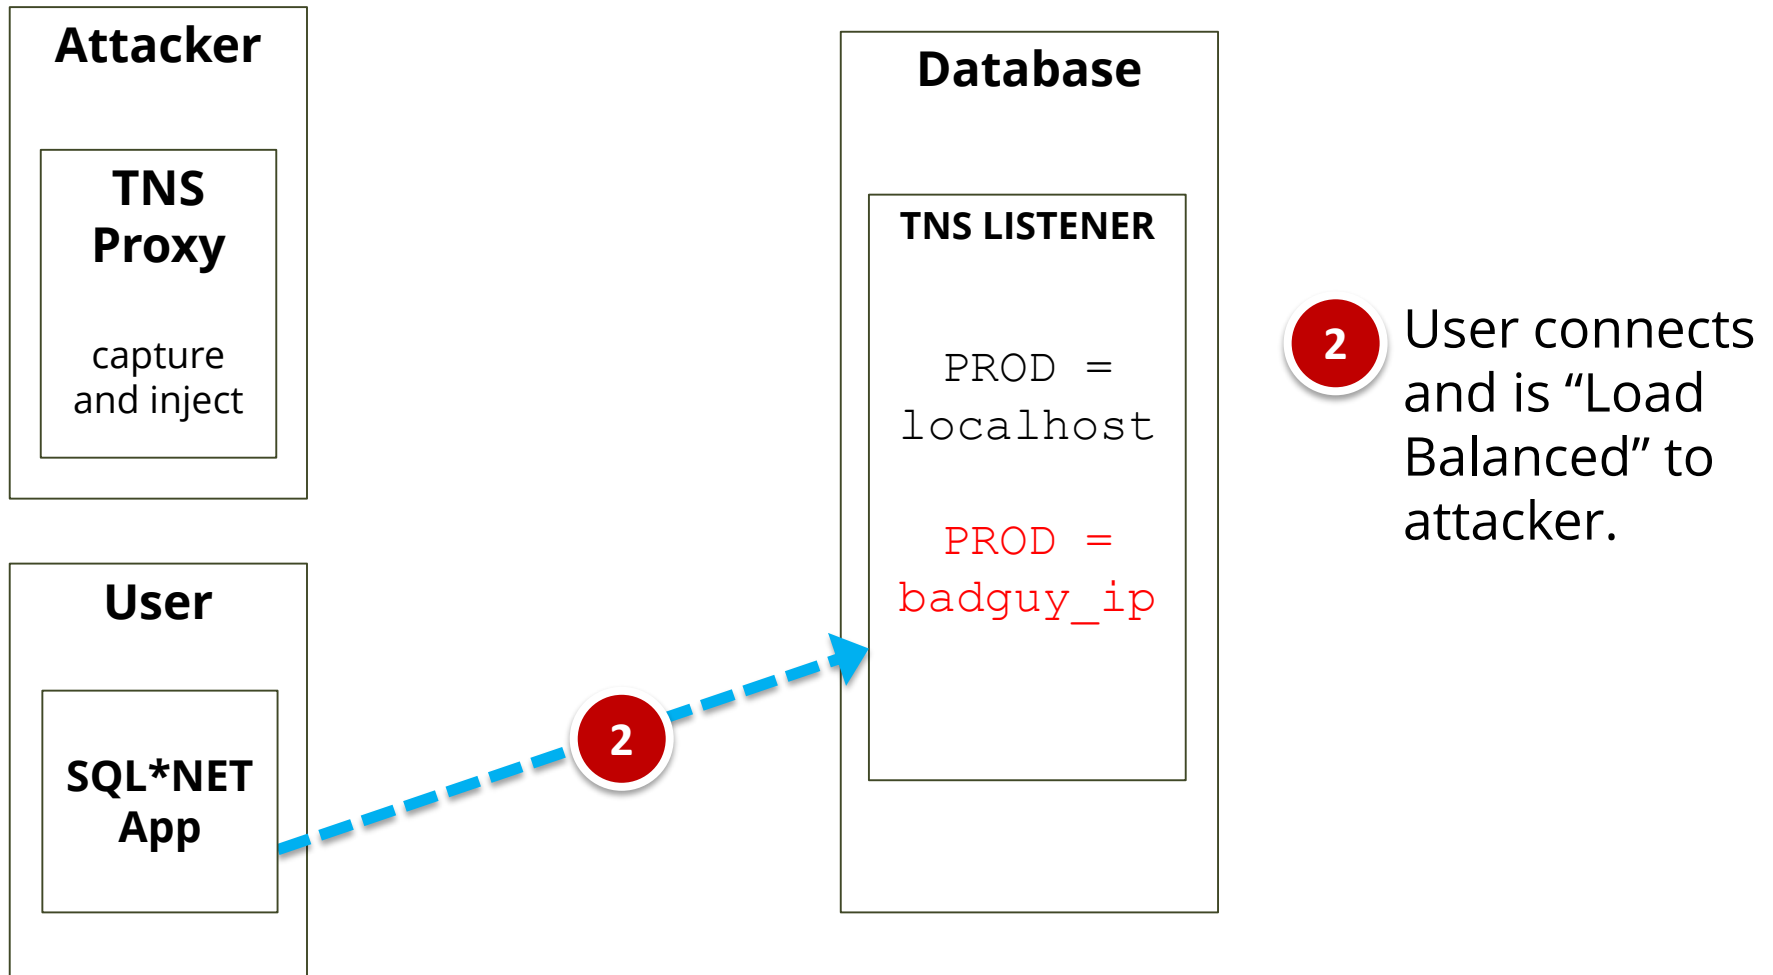 Attacker
TNS
Proxy
capture
and inject
User
SQL*NET
App
2
Database
TNS LISTENER
PROD =
localhost
PROD =
badguy_ip
2
User connects
and is “Load
Balanced” to
attacker.